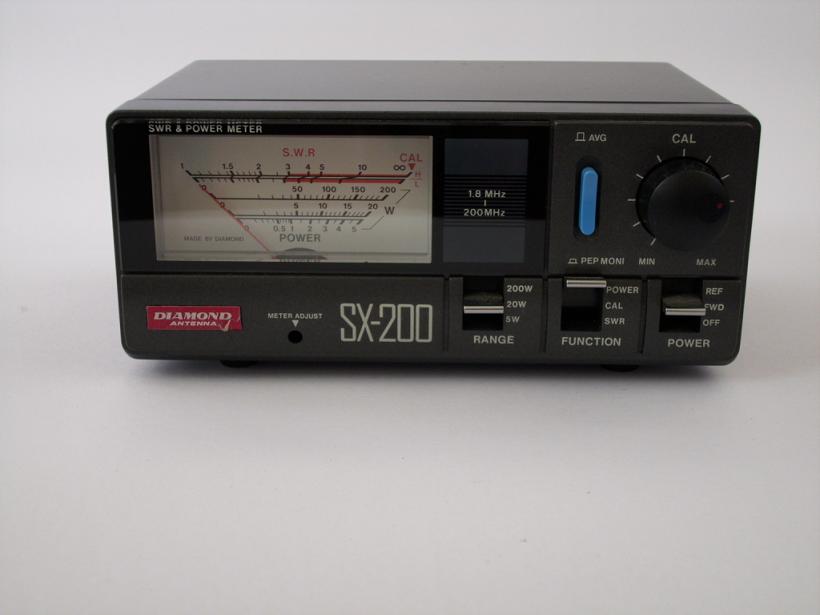 SWR & POWER METER
S.W.R
CAL
1 1.5 2 3 4 5 10 ∞
H
L
50 100 150 200
5 10 15 20
W
0.5 1 2 3 4 5
MADE BY DIAMOND
POWER
1.8 MHz
200MHz
AVG
PEP MONI
CAL
MIN
MAX
DIAMOND
ANTENNA
METER ADJUST
SX-200
200W
20W
5W
RANGE
POWER
CAL
SWR
FUNCTION
REF
FWD
OFF
POWER